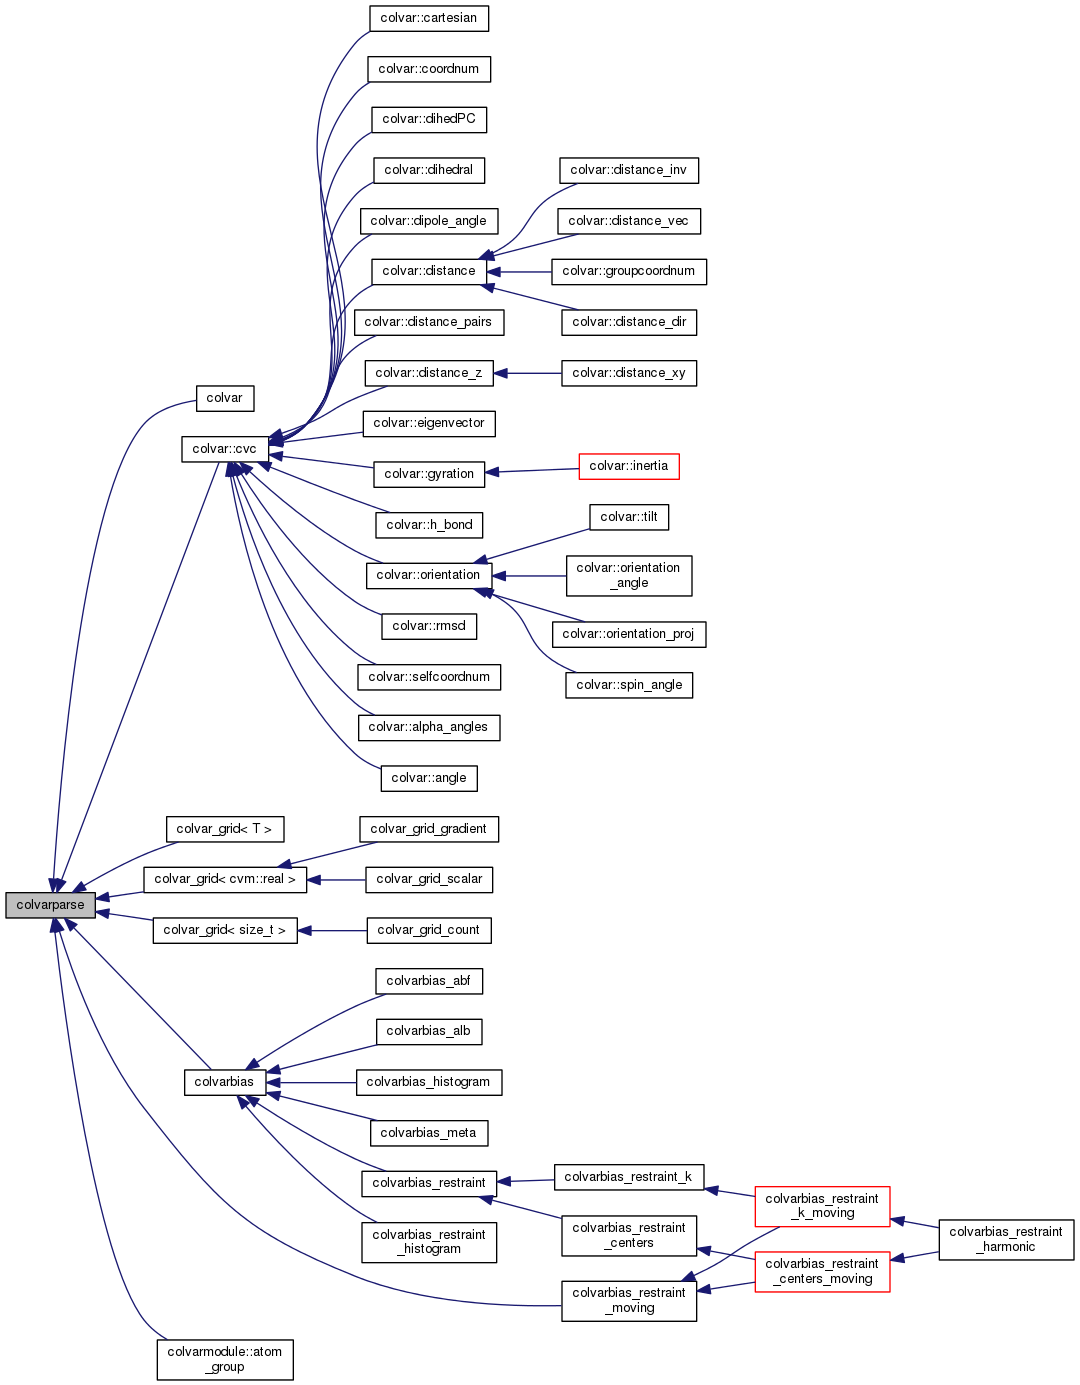 colvar::cartesian
colvar::coordnum
colvar::dihedPC
colvar::dihedral
colvar::distance_inv
colvar::dipole_angle
colvar::distance_vec
colvar::distance
colvar::groupcoordnum
colvar::distance_pairs
colvar::distance_dir
colvar::distance_z
colvar::distance_xy
colvar
colvar::eigenvector
colvar::cvc
colvar::gyration
colvar::inertia
colvar::h_bond
colvar::tilt
colvar::orientation
colvar::orientation
_angle
colvar::rmsd
colvar::orientation_proj
colvar::selfcoordnum
colvar::spin_angle
colvar::alpha_angles
colvar::angle
colvar_grid< T >
colvar_grid_gradient
colvar_grid< cvm::real >
colvar_grid_scalar
colvarparse
colvar_grid< size_t >
colvar_grid_count
colvarbias_abf
colvarbias_alb
colvarbias
colvarbias_histogram
colvarbias_meta
colvarbias_restraint
colvarbias_restraint_k
colvarbias_restraint
_k_moving
colvarbias_restraint
_histogram
colvarbias_restraint
_centers
colvarbias_restraint
_harmonic
colvarbias_restraint
_centers_moving
colvarbias_restraint
_moving
colvarmodule::atom
_group